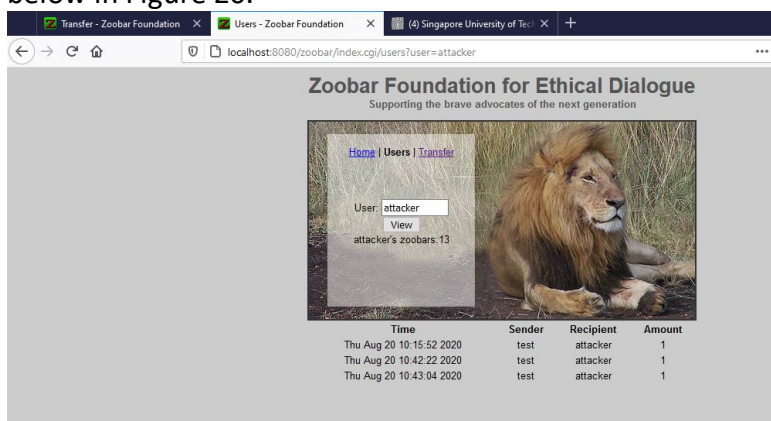 below in Figure 20.
Transfer - Zoobar Foundation
Users - Zoobar Foundation
(4) Singapore University of Tech
localhost:8080/zoobar/index.cgi/users?user=attacker
Zoobar Foundation for Ethical Dialogue
Supporting the brave advocates of the next generation
Home | Users | Transfer
User: attacker
View
attacker's zoobars:13
Time Sender Recipient Amount
Thu Aug 20 10:15:52 2020 test attacker 1
Thu Aug 20 10:42:22 2020 test attacker 1
Thu Aug 20 10:43:04 2020 test attacker 1